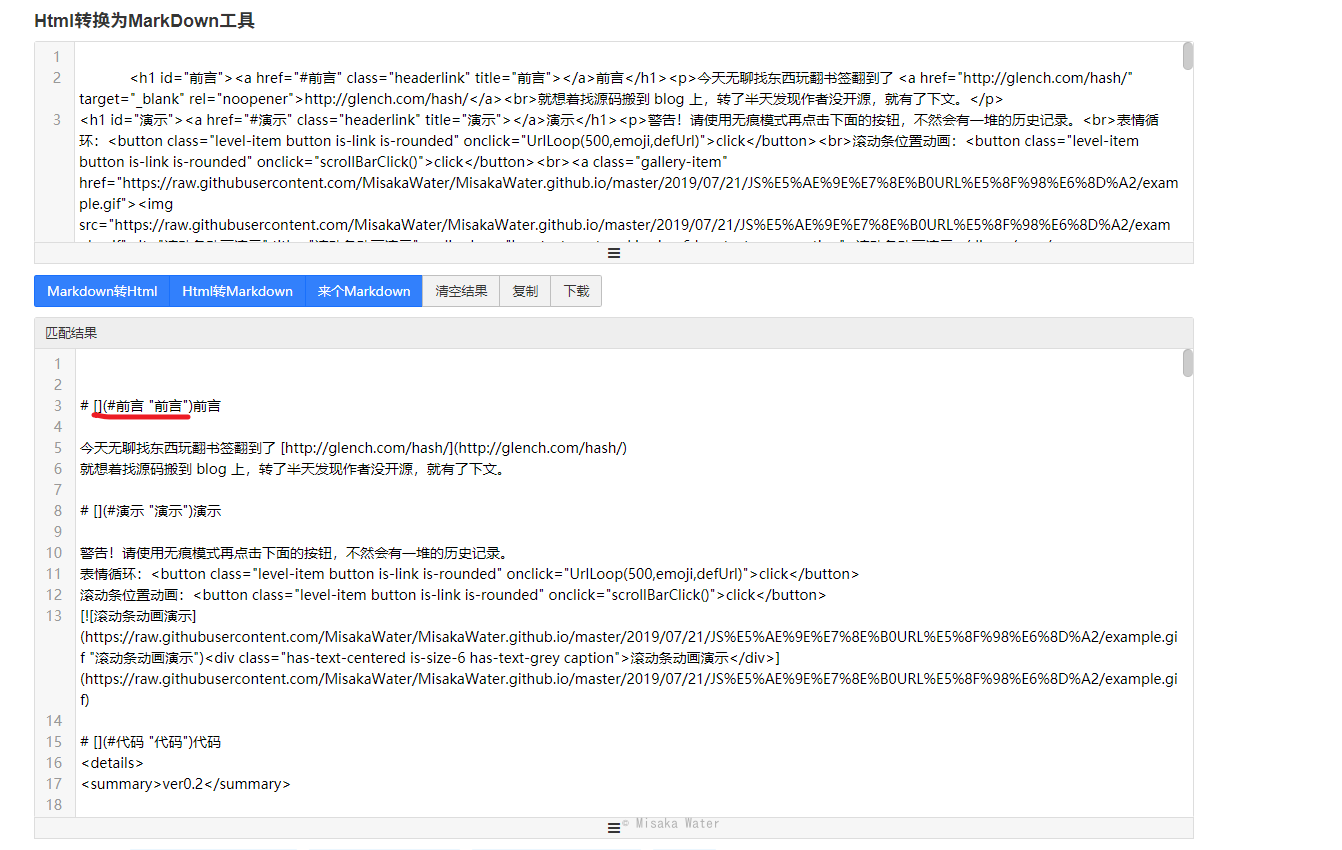 Html转换为MarkDown工具
1
2 <h1 id="前言"><a href="#前言" class="headerlink" title="前言"></a>前言</h1><p>今天无聊找东西玩翻书签翻到了 <a href="http://glench.com/hash/"
target="_blank" rel="noopener">http://glench.com/hash/</a><br>就想着找源码搬到 blog 上，转了半天发现作者没开源，就有了下文。</p>
3 <h1 id="演示"><a href="#演示" class="headerlink" title="演示"></a>演示</h1><p>警告！请使用无痕模式再点击下面的按钮，不然会有一堆的历史记录。<br>表情循
环：<button class="level-item button is-link is-rounded" onclick="UrlLoop(500,emoji,defUrl)">click</button><br>滚动条位置动画：<button class="level-item
button is-link is-rounded" onclick="scrollBarClick()">click</button><br><a class="gallery-item"
href="https://raw.githubusercontent.com/MisakaWater/MisakaWater.github.io/master/2019/07/21/JS%E5%AE%9E%E7%8E%B0URL%E5%8F%98%E6%8D%A2/exam
ple.gif"><img
src="https://raw.githubusercontent.com/MisakaWater/MisakaWater.github.io/master/2019/07/21/JS%E5%AE%9E%E7%8E%B0URL%E5%8F%98%E6%8D%A2/exam
Markdown转Html Html转Markdown 来个Markdown 清空结果 复制 下载
匹配结果
1
2
3 # [](#前言 "前言")前言
4
5 今天无聊找东西玩翻书签翻到了 [http://glench.com/hash/](http://glench.com/hash/)
6 就想着找源码搬到 blog 上，转了半天发现作者没开源，就有了下文。
7
8 # [](#演示 "演示")演示
9
10 警告！请使用无痕模式再点击下面的按钮，不然会有一堆的历史记录。
11 表情循环：<button class="level-item button is-link is-rounded" onclick="UrlLoop(500,emoji,defUrl)">click</button>
12 滚动条位置动画：<button class="level-item button is-link is-rounded" onclick="scrollBarClick()">click</button>
13 [![滚动条动画演示]
(https://raw.githubusercontent.com/MisakaWater/MisakaWater.github.io/master/2019/07/21/JS%E5%AE%9E%E7%8E%B0URL%E5%8F%98%E6%8D%A2/example.gi
f "滚动条动画演示")<div class="has-text-centered is-size-6 has-text-grey caption">滚动条动画演示</div>]
(https://raw.githubusercontent.com/MisakaWater/MisakaWater.github.io/master/2019/07/21/JS%E5%AE%9E%E7%8E%B0URL%E5%8F%98%E6%8D%A2/example.gi
f)
14
15 # [](#代码 "代码")代码
16 <details>
17 <summary>ver0.2</summary>
18
© Misaka Water